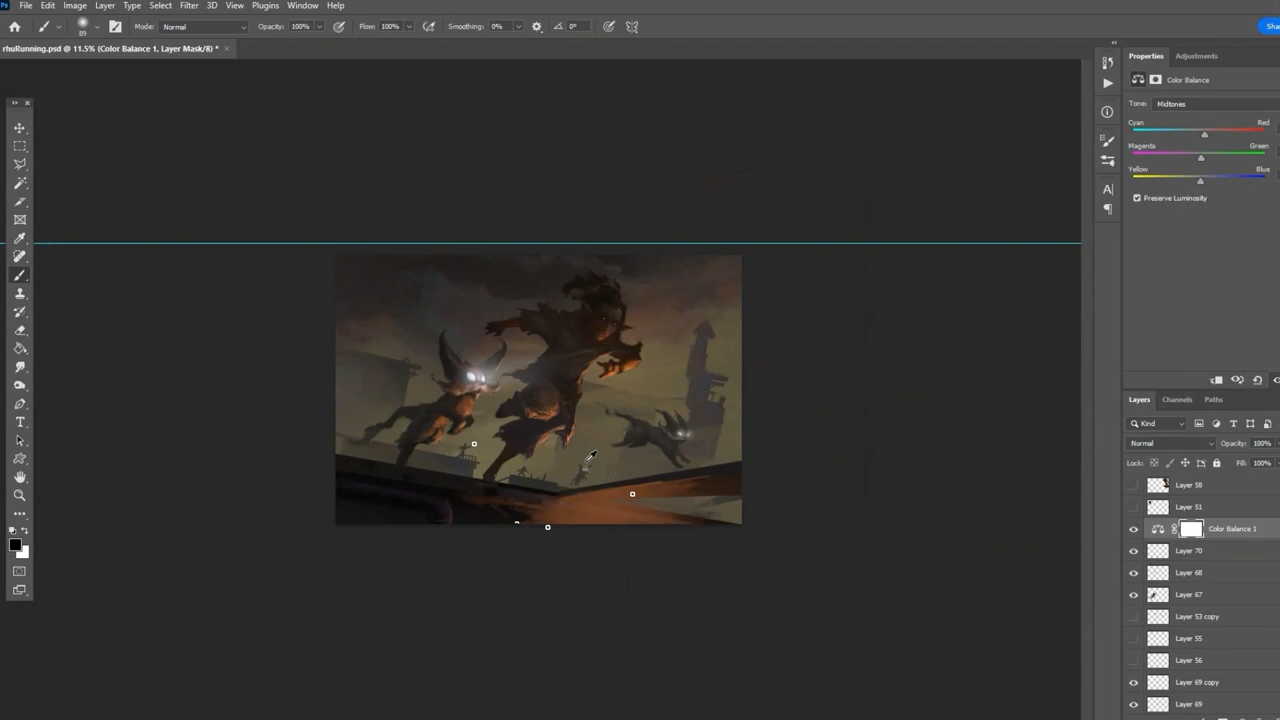 Ps File Edit Image Layer Type Select Filter 3D View Plugins Window Help
89 Mode: Normal Opacity: 100% Flow: 100% Smoothing: 0% 0° Sha
rhuRunning.psd @ 11.5% (Color Balance 1, Layer Mask/8) * ×
Properties Adjustments
Color Balance
Tone: Midtones
Cyan Red
Magenta Green
Yellow Blue
Preserve Luminosity
Layers Channels Paths
Kind
Normal Opacity: 100%
Lock: Fill: 100%
Layer 58
Layer 51
Color Balance 1
Layer 70
Layer 68
Layer 67
Layer 53 copy
Layer 55
Layer 56
Layer 69 copy
Layer 69